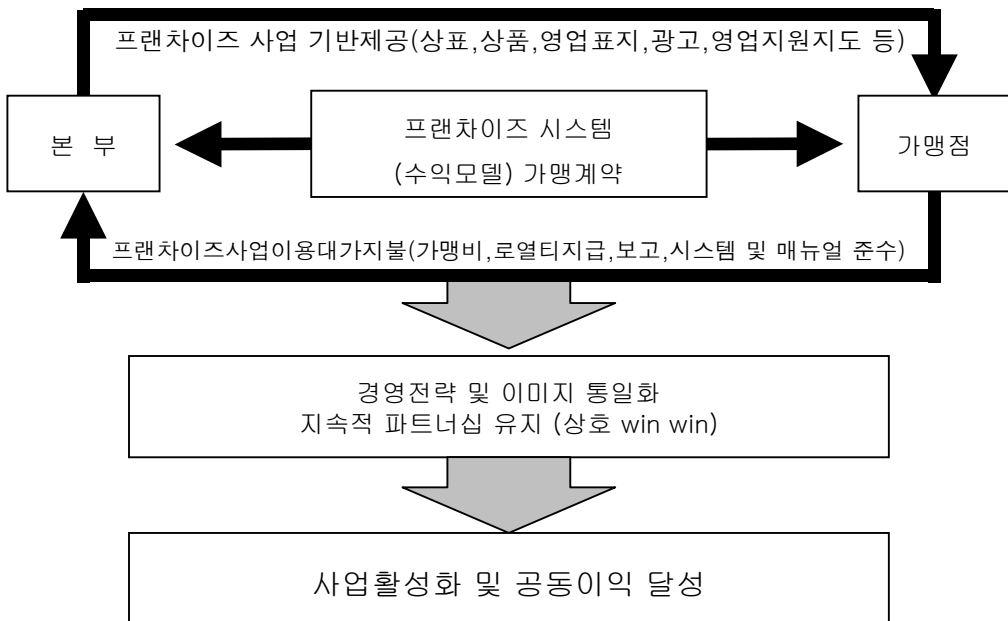 프랜차이즈 사업 기반제공(상표,상품,영업표지,광고,영업지원지도 등)
본 부
프랜차이즈 시스템
(수익모델) 가맹계약
가맹점
프랜차이즈사업이용대가지불(가맹비,로열티지급,보고,시스템 및 매뉴얼 준수)
경영전략 및 이미지 통일화
지속적 파트너십 유지 (상호 win win)
사업활성화 및 공동이익 달성